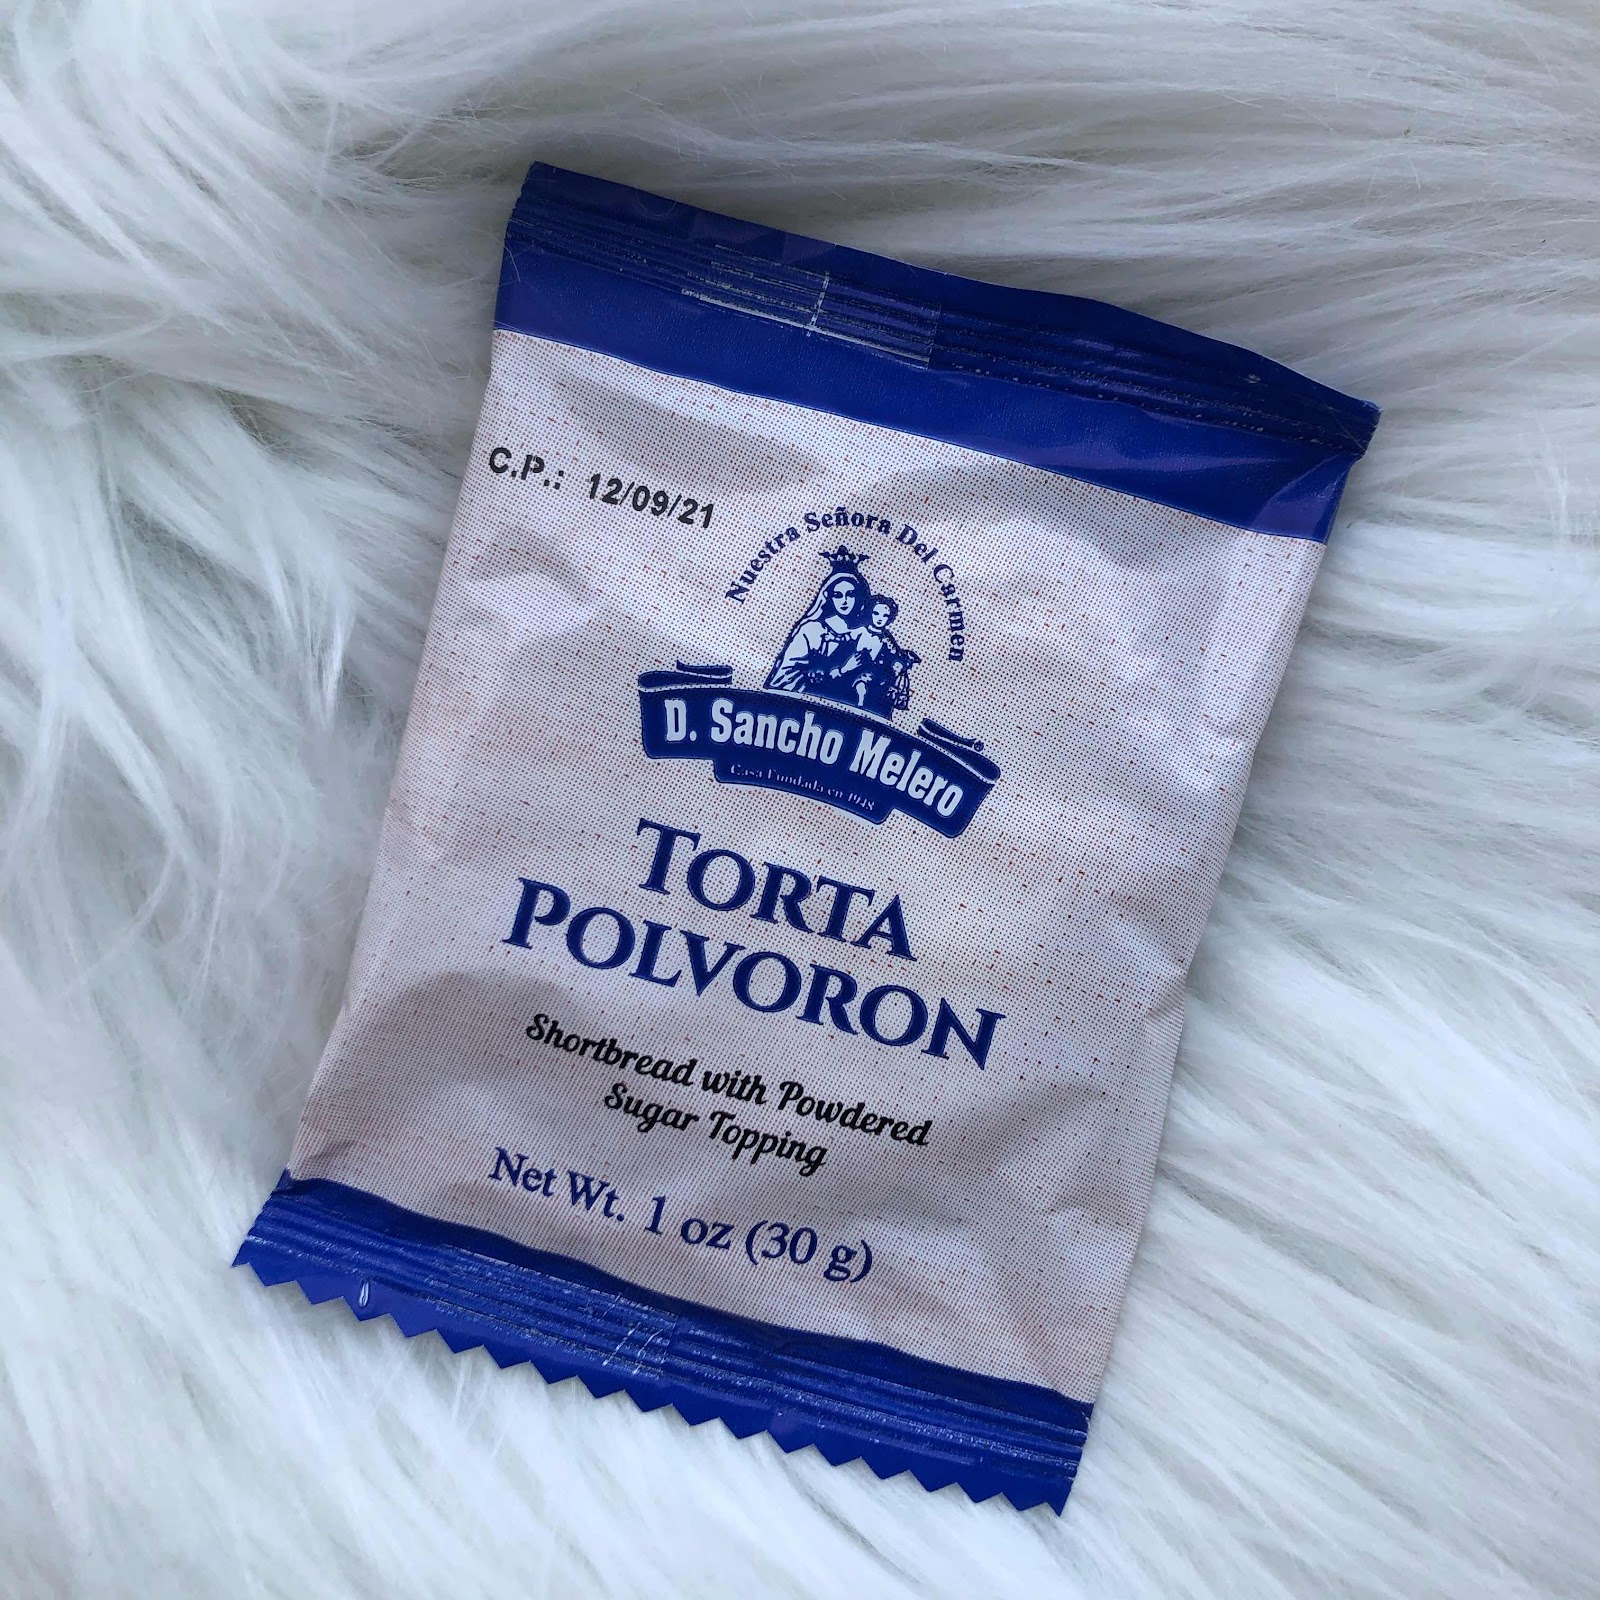 C.P.: 12/09/21
Nuestra Señora Del Carmen
D. Sancho Melero
Casa Fundada en 1948
TORTA
POLVORON
Shortbread with Powdered
Sugar Topping
Net Wt. 1 oz (30 g)